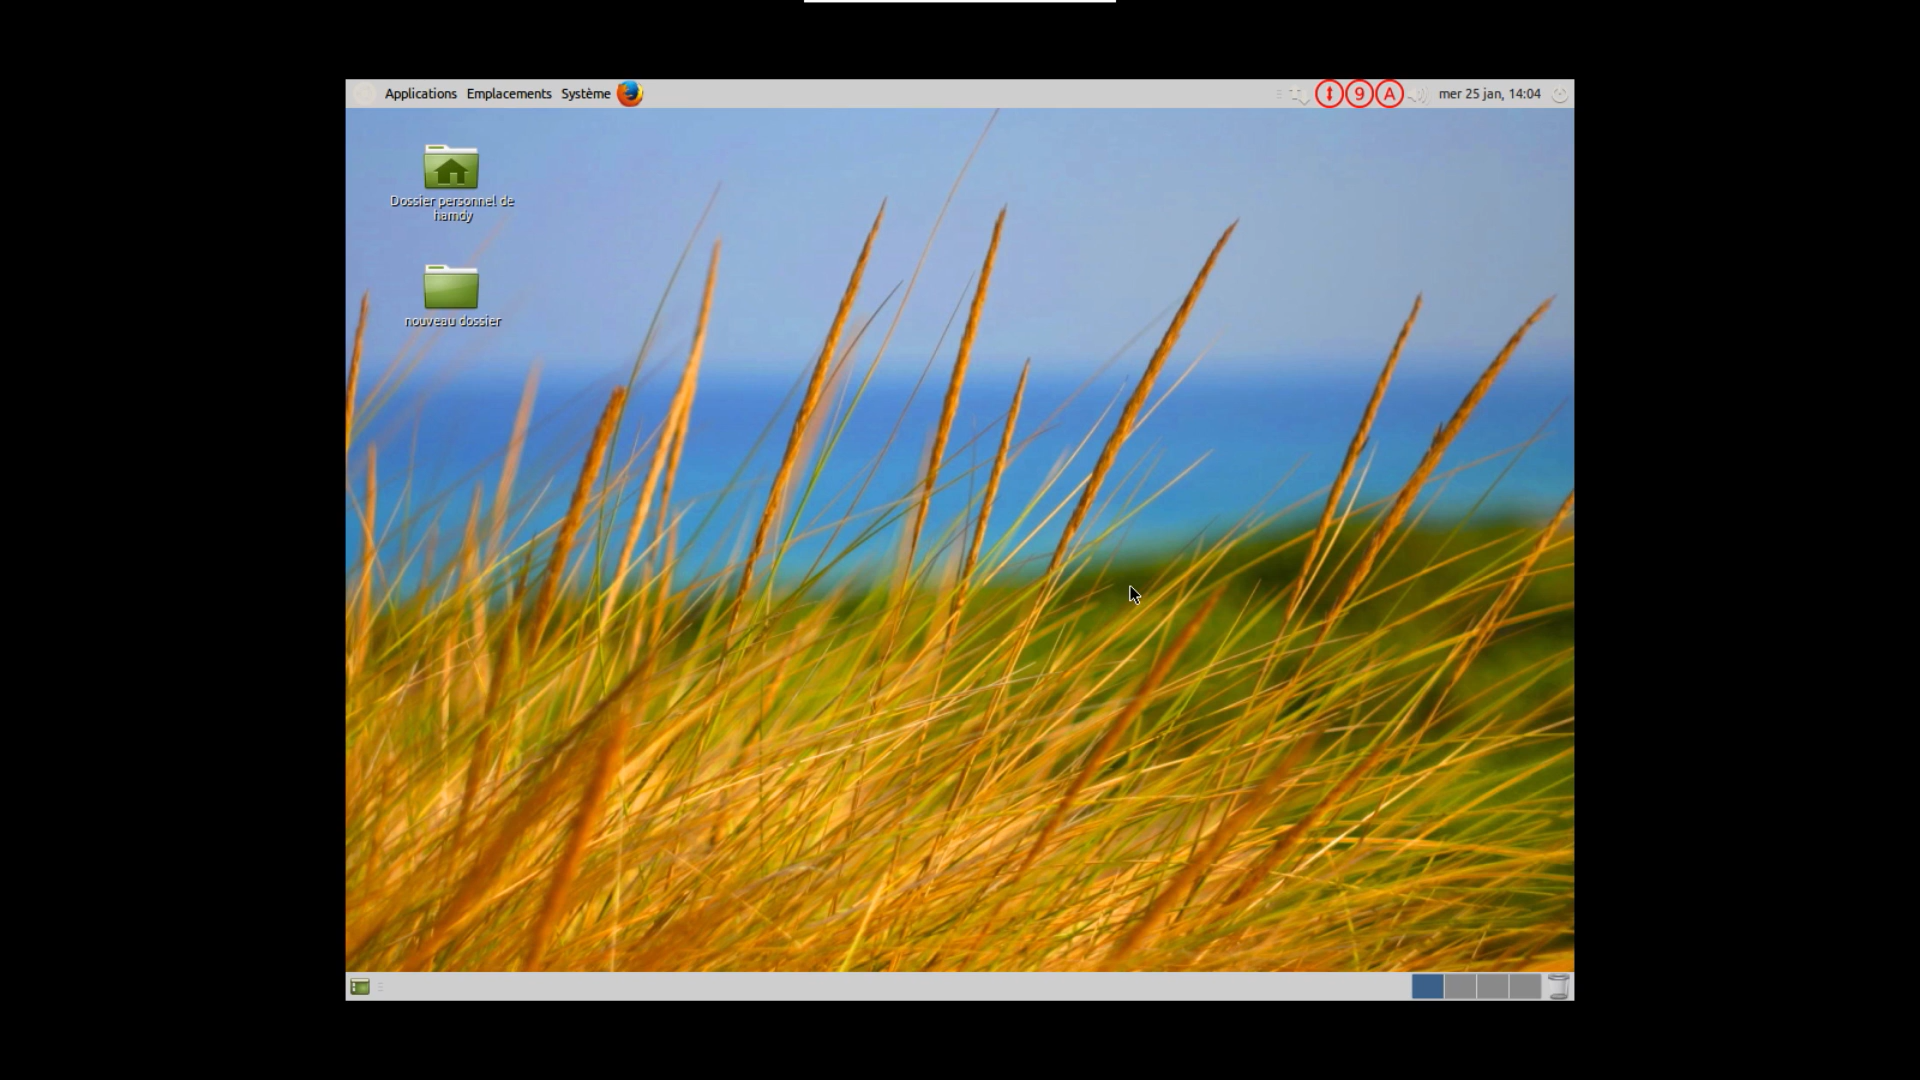 Applications Emplacements Système 9 A mer 25 jan, 14:04
Dossier personnel de
hamdy
nouveau dossier